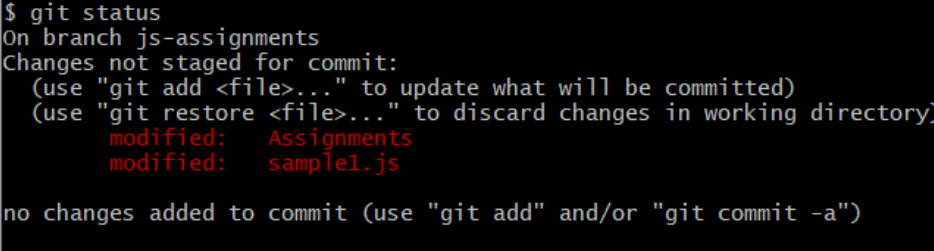 $ git status
On branch js-assignments
Changes not staged for commit:
  (use "git add <file>..." to update what will be committed)
  (use "git restore <file>..." to discard changes in working directory)
        modified:   Assignments
        modified:   sample1.js

no changes added to commit (use "git add" and/or "git commit -a")